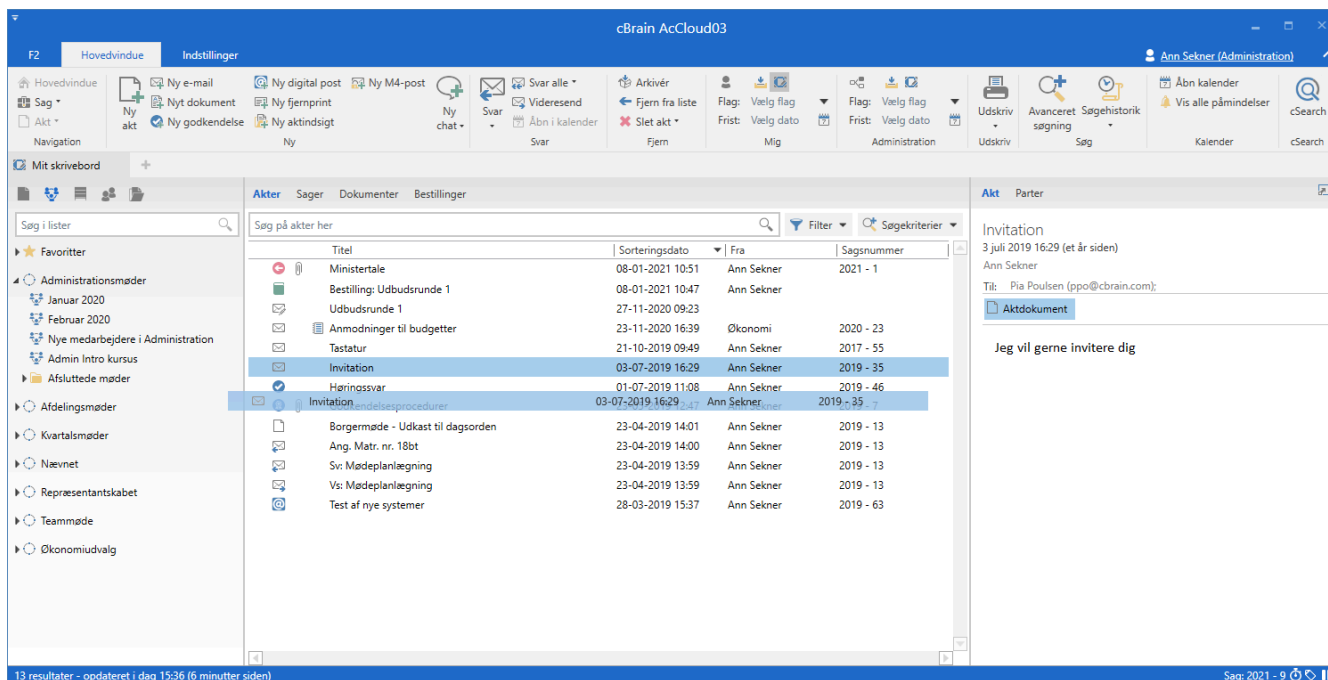 cBrain AcCloud03
F2 Hovedvindue Indstillinger Ann Sekner (Administration)
Hovedvindue
Sag
Akt
Navigation
Ny akt
Ny e-mail
Nyt dokument
Ny godkendelse
Ny digital post
Ny fjernprint
Ny aktindsigt
Ny M4-post
Ny chat
Ny
Svar
Svar alle
Videresend
Åbn i kalender
Svar
Arkivér
Fjern fra liste
Slet akt
Fjern
Flag: Vælg flag
Frist: Vælg dato
Mig
Flag: Vælg flag
Frist: Vælg dato
Administration
Udskriv
Udskriv
Avanceret søgning
Søgehistorik
Søg
Åbn kalender
Vis alle påmindelser
Kalender
cSearch
cSearch
Mit skrivebord
Søg i lister
Favoritter
Administrationsmøder
Januar 2020
Februar 2020
Nye medarbejdere i Administration
Admin Intro kursus
Afsluttede møder
Afdelingsmøder
Kvartalsmøder
Nævnet
Repræsentantskabet
Teammøde
Økonomiudvalg
Akter Sager Dokumenter Bestillinger
Søg på akter her Filter Søgekriterier
Titel Sorteringsdato Fra Sagsnummer
Ministertale 08-01-2021 10:51 Ann Sekner 2021 - 1
Bestilling: Udbudsrunde 1 08-01-2021 10:47 Ann Sekner
Udbudsrunde 1 27-11-2020 09:23
Anmodninger til budgetter 23-11-2020 16:39 Økonomi 2020 - 23
Tastatur 21-10-2019 09:49 Ann Sekner 2017 - 55
Invitation 03-07-2019 16:29 Ann Sekner 2019 - 35
Høringssvar 01-07-2019 11:08 Ann Sekner 2019 - 46
Invitation 03-07-2019 16:29 Ann Sekner 2019 - 35
Borgermøde - Udkast til dagsorden 23-04-2019 14:01 Ann Sekner 2019 - 13
Ang. Matr. nr. 18bt 23-04-2019 14:00 Ann Sekner 2019 - 13
Sv: Mødeplanlægning 23-04-2019 13:59 Ann Sekner 2019 - 13
Vs: Mødeplanlægning 23-04-2019 13:59 Ann Sekner 2019 - 13
Test af nye systemer 28-03-2019 15:37 Ann Sekner 2019 - 63
Akt Parter
Invitation
3 juli 2019 16:29 (et år siden)
Ann Sekner
Til: Pia Poulsen (ppo@cbrain.com);
Aktdokument
Jeg vil gerne invitere dig
13 resultater - opdateret i dag 15:36 (6 minutter siden) Sag: 2021 - 9